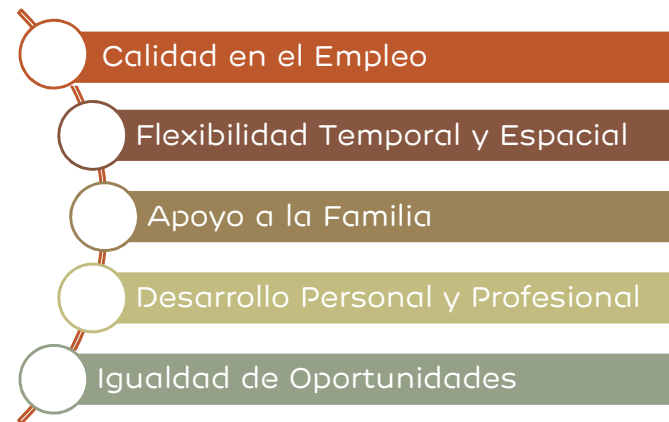 Calidad en el Empleo
Flexibilidad Temporal y Espacial
Apoyo a la Familia
Desarrollo Personal y Profesional
Igualdad de Oportunidades